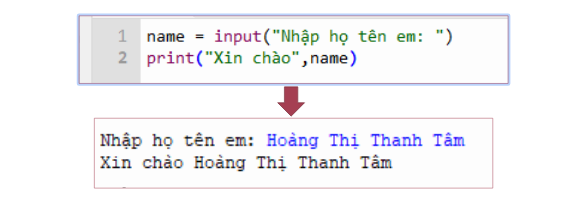 1 name = input("Nhập họ tên em: ")
2 print("Xin chào",name)
Nhập họ tên em: Hoàng Thị Thanh Tâm
Xin chào Hoàng Thị Thanh Tâm